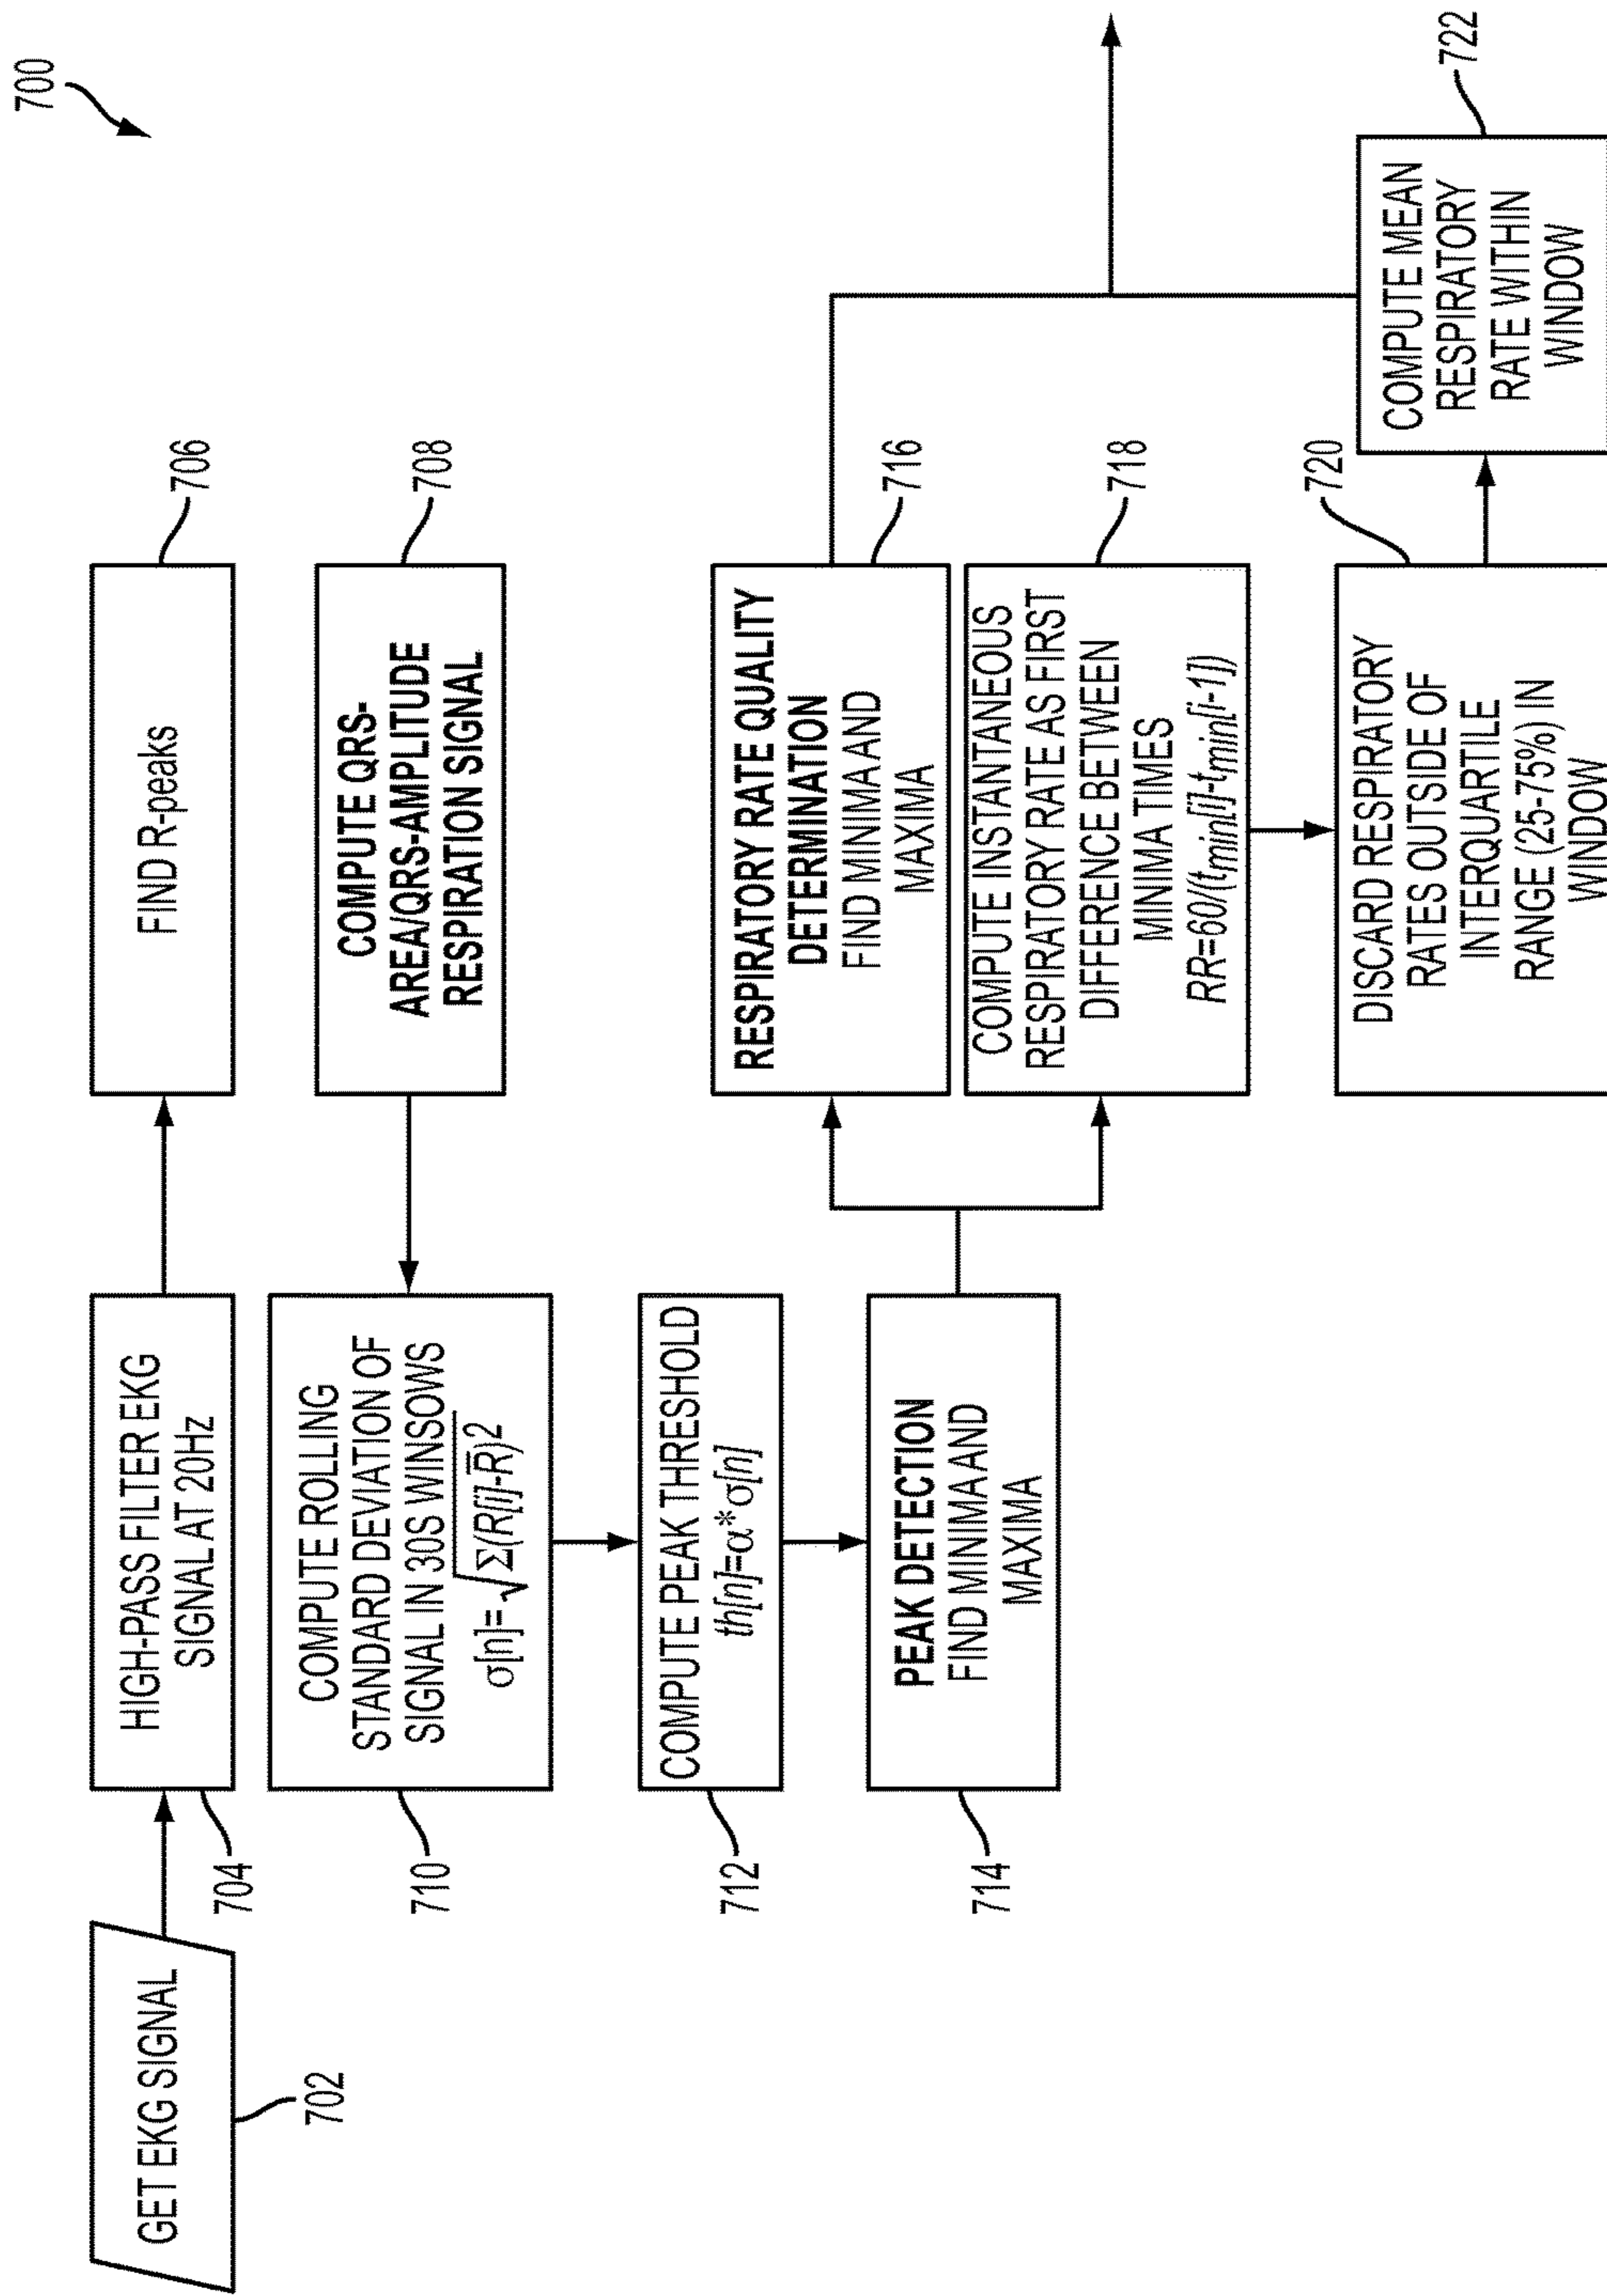 700
GET EKG SIGNAL
702
HIGH-PASS FILTER EKG
SIGNAL AT 20Hz
704
FIND R-peaks
706
COMPUTE QRS-
AREA/QRS-AMPLITUDE
RESPIRATION SIGNAL
708
COMPUTE ROLLING
STANDARD DEVIATION OF
SIGNAL IN 30S WINSOWS
σ[n]=√Σ(R[i]-R̅)²
710
COMPUTE PEAK THRESHOLD
th[n]=α*σ[n]
712
PEAK DETECTION
FIND MINIMA AND
MAXIMA
714
RESPIRATORY RATE QUALITY
DETERMINATION
FIND MINIMA AND
MAXIMA
716
COMPUTE INSTANTANEOUS
RESPIRATORY RATE AS FIRST
DIFFERENCE BETWEEN
MINIMA TIMES
RR=60/(tmin[i]-tmin[i-1])
718
DISCARD RESPIRATORY
RATES OUTSIDE OF
INTERQUARTILE
RANGE (25-75%) IN
WINDOW
720
COMPUTE MEAN
RESPIRATORY
RATE WITHIN
WINDOW
722